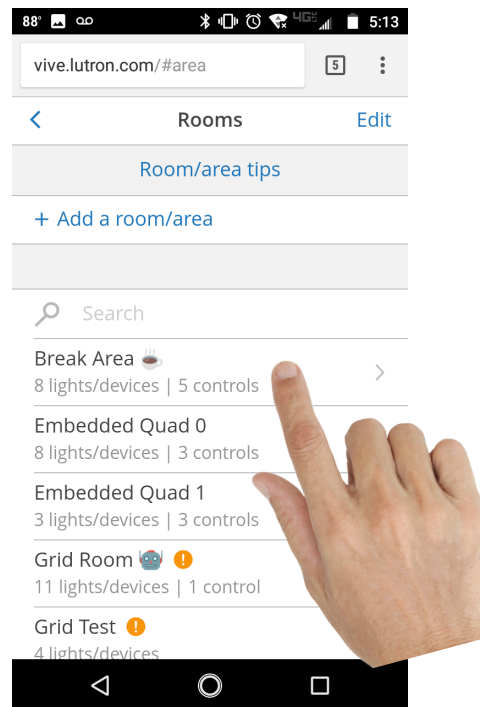 88° 4G LTE 5:13
vive.lutron.com/#area 5
Rooms Edit
Room/area tips
+ Add a room/area
Search
Break Area ☕
8 lights/devices | 5 controls
Embedded Quad 0
8 lights/devices | 3 controls
Embedded Quad 1
3 lights/devices | 3 controls
Grid Room 🤖 !
11 lights/devices | 1 control
Grid Test !
4 lights/devices